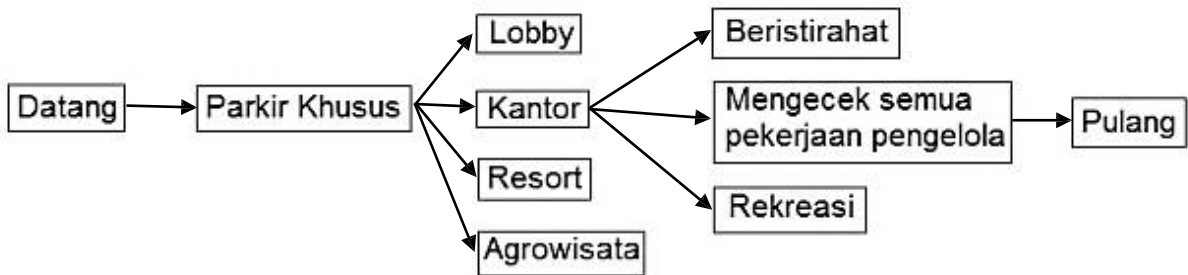 Datang
Parkir Khusus
Lobby
Kantor
Resort
Agrowisata
Beristirahat
Mengecek semua
pekerjaan pengelola
Rekreasi
Pulang